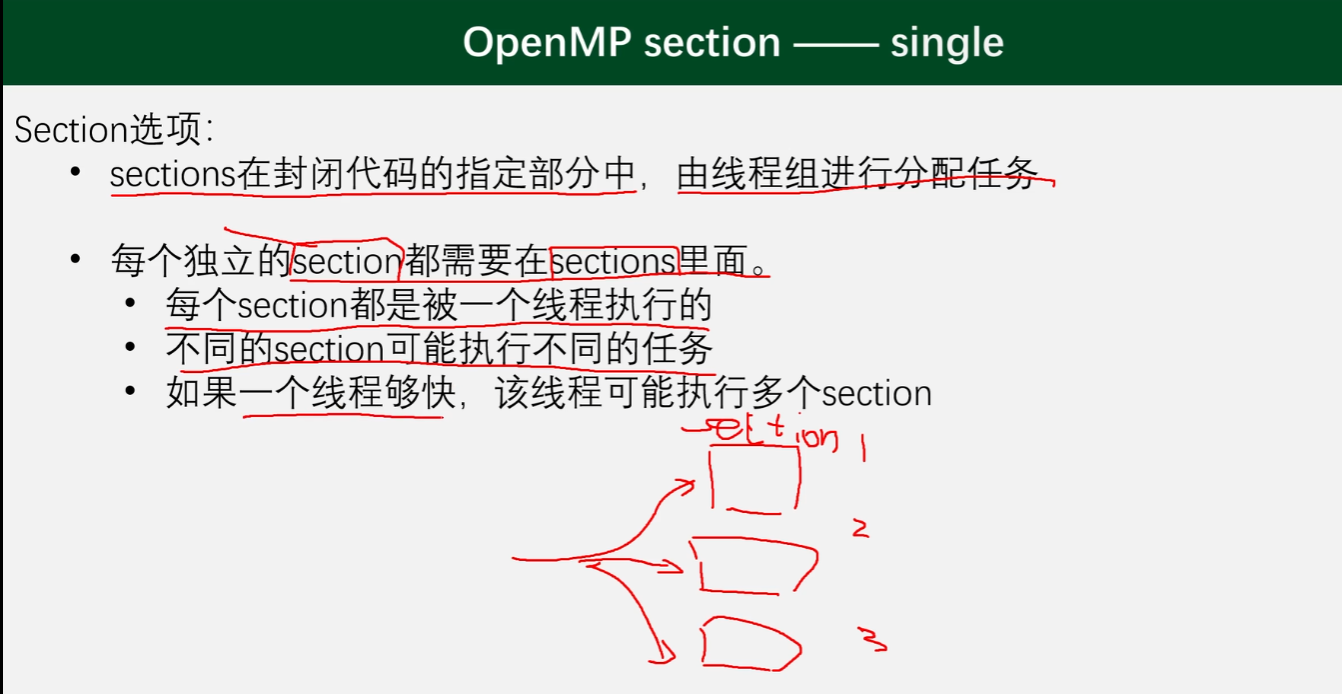 OpenMP section —— single
Section选项：
• sections在封闭代码的指定部分中，由线程组进行分配任务
• 每个独立的section都需要在sections里面。
• 每个section都是被一个线程执行的
• 不同的section可能执行不同的任务
• 如果一个线程够快，该线程可能执行多个section
section 1
2
3